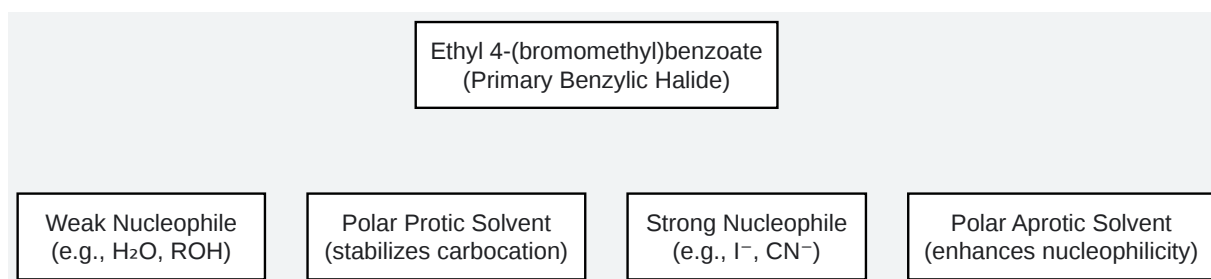 Ethyl 4-(bromomethyl)benzoate
(Primary Benzylic Halide)
Weak Nucleophile
(e.g., H₂O, ROH)
Polar Protic Solvent
(stabilizes carbocation)
Strong Nucleophile
(e.g., I⁻, CN⁻)
Polar Aprotic Solvent
(enhances nucleophilicity)